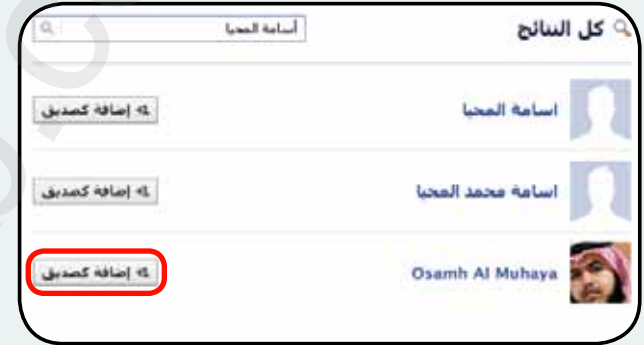 كل النتائج
أسامة المحيا
اسامة المحيا
إضافة كصديق
اسامة محمد المحيا
إضافة كصديق
Osamh Al Muhaya
إضافة كصديق